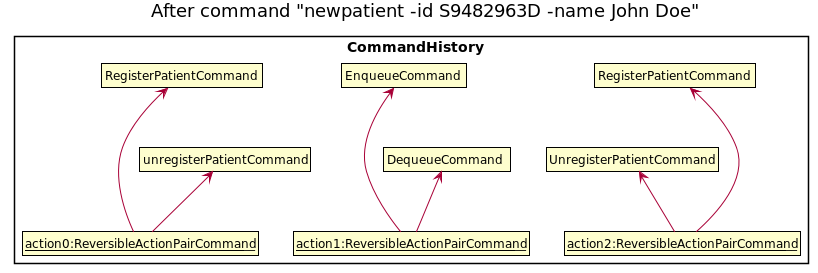 After command "newpatient -id S9482963D -name John Doe"
CommandHistory
RegisterPatientCommand
EnqueueCommand
RegisterPatientCommand
unregisterPatientCommand
DequeueCommand
UnregisterPatientCommand
action0:ReversibleActionPairCommand
action1:ReversibleActionPairCommand
action2:ReversibleActionPairCommand